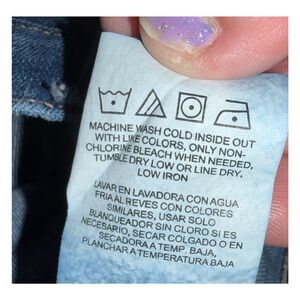 MACHINE WASH COLD INSIDE OUT
WITH LIKE COLORS, ONLY NON-
CHLORINE BLEACH WHEN NEEDED,
TUMBLE DRY LOW OR LINE DRY.
LOW IRON
LAVAR EN LAVADORA CON AGUA
FRIA AL REVES CON COLORES
SIMILARES, USAR SOLO
BLANQUEADOR SIN CLORO SI ES
NECESARIO, SECAR COLGADO O EN
SECADORA A TEMP. BAJA,
PLANCHAR A TEMPERATURA BAJA